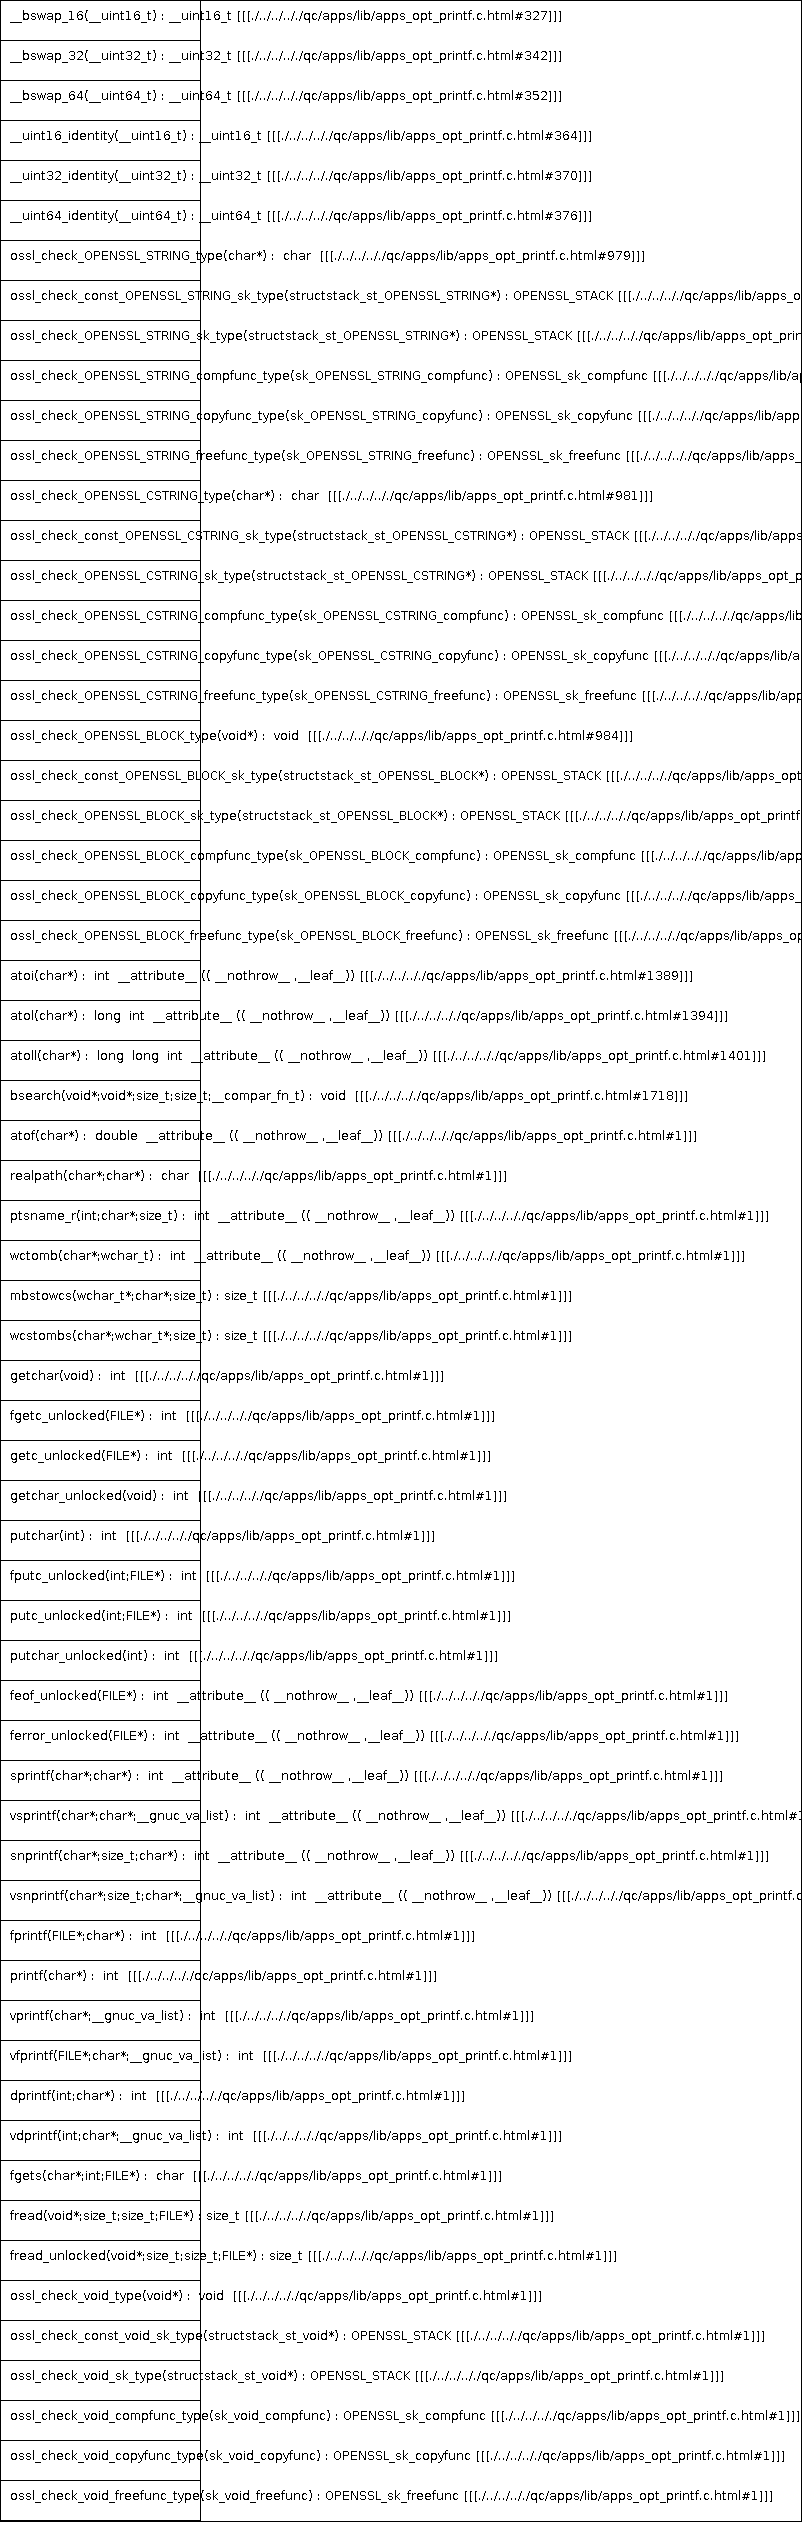 __bswap_16(__uint16_t) : __uint16_t [[[./../../../../qc/apps/lib/apps_opt_printf.c.html#327]]]
__bswap_32(__uint32_t) : __uint32_t [[[./../../../../qc/apps/lib/apps_opt_printf.c.html#342]]]
__bswap_64(__uint64_t) : __uint64_t [[[./../../../../qc/apps/lib/apps_opt_printf.c.html#352]]]
__uint16_identity(__uint16_t) : __uint16_t [[[./../../../../qc/apps/lib/apps_opt_printf.c.html#364]]]
__uint32_identity(__uint32_t) : __uint32_t [[[./../../../../qc/apps/lib/apps_opt_printf.c.html#370]]]
__uint64_identity(__uint64_t) : __uint64_t [[[./../../../../qc/apps/lib/apps_opt_printf.c.html#376]]]
ossl_check_OPENSSL_STRING_type(char*) : char [[[./../../../../qc/apps/lib/apps_opt_printf.c.html#979]]]
ossl_check_const_OPENSSL_STRING_sk_type(structstack_st_OPENSSL_STRING*) : OPENSSL_STACK [[[./../../../../qc/apps/lib/apps_o
ossl_check_OPENSSL_STRING_sk_type(structstack_st_OPENSSL_STRING*) : OPENSSL_STACK [[[./../../../../qc/apps/lib/apps_opt_prin
ossl_check_OPENSSL_STRING_compfunc_type(sk_OPENSSL_STRING_compfunc) : OPENSSL_sk_compfunc [[[./../../../../qc/apps/lib/a
ossl_check_OPENSSL_STRING_copyfunc_type(sk_OPENSSL_STRING_copyfunc) : OPENSSL_sk_copyfunc [[[./../../../../qc/apps/lib/app
ossl_check_OPENSSL_STRING_freefunc_type(sk_OPENSSL_STRING_freefunc) : OPENSSL_sk_freefunc [[[./../../../../qc/apps/lib/apps_
ossl_check_OPENSSL_CSTRING_type(char*) : char [[[./../../../../qc/apps/lib/apps_opt_printf.c.html#981]]]
ossl_check_const_OPENSSL_CSTRING_sk_type(structstack_st_OPENSSL_CSTRING*) : OPENSSL_STACK [[[./../../../../qc/apps/lib/apps
ossl_check_OPENSSL_CSTRING_sk_type(structstack_st_OPENSSL_CSTRING*) : OPENSSL_STACK [[[./../../../../qc/apps/lib/apps_opt_p
ossl_check_OPENSSL_CSTRING_compfunc_type(sk_OPENSSL_CSTRING_compfunc) : OPENSSL_sk_compfunc [[[./../../../../qc/apps/lib
ossl_check_OPENSSL_CSTRING_copyfunc_type(sk_OPENSSL_CSTRING_copyfunc) : OPENSSL_sk_copyfunc [[[./../../../../qc/apps/lib/a
ossl_check_OPENSSL_CSTRING_freefunc_type(sk_OPENSSL_CSTRING_freefunc) : OPENSSL_sk_freefunc [[[./../../../../qc/apps/lib/app
ossl_check_OPENSSL_BLOCK_type(void*) : void [[[./../../../../qc/apps/lib/apps_opt_printf.c.html#984]]]
ossl_check_const_OPENSSL_BLOCK_sk_type(structstack_st_OPENSSL_BLOCK*) : OPENSSL_STACK [[[./../../../../qc/apps/lib/apps_opt
ossl_check_OPENSSL_BLOCK_sk_type(structstack_st_OPENSSL_BLOCK*) : OPENSSL_STACK [[[./../../../../qc/apps/lib/apps_opt_printf
ossl_check_OPENSSL_BLOCK_compfunc_type(sk_OPENSSL_BLOCK_compfunc) : OPENSSL_sk_compfunc [[[./../../../../qc/apps/lib/app
ossl_check_OPENSSL_BLOCK_copyfunc_type(sk_OPENSSL_BLOCK_copyfunc) : OPENSSL_sk_copyfunc [[[./../../../../qc/apps/lib/apps_
ossl_check_OPENSSL_BLOCK_freefunc_type(sk_OPENSSL_BLOCK_freefunc) : OPENSSL_sk_freefunc [[[./../../../../qc/apps/lib/apps_op
atoi(char*) : int __attribute__ (( __nothrow__ ,__leaf__)) [[[./../../../../qc/apps/lib/apps_opt_printf.c.html#1389]]]
atol(char*) : long int __attribute__ (( __nothrow__ ,__leaf__)) [[[./../../../../qc/apps/lib/apps_opt_printf.c.html#1394]]]
atoll(char*) : long long int __attribute__ (( __nothrow__ ,__leaf__)) [[[./../../../../qc/apps/lib/apps_opt_printf.c.html#1401]]]
bsearch(void*;void*;size_t;size_t;__compar_fn_t) : void [[[./../../../../qc/apps/lib/apps_opt_printf.c.html#1718]]]
atof(char*) : double __attribute__ (( __nothrow__ ,__leaf__)) [[[./../../../../qc/apps/lib/apps_opt_printf.c.html#1]]]
realpath(char*;char*) : char [[[./../../../../qc/apps/lib/apps_opt_printf.c.html#1]]]
ptsname_r(int;char*;size_t) : int __attribute__ (( __nothrow__ ,__leaf__)) [[[./../../../../qc/apps/lib/apps_opt_printf.c.html#1]]]
wctomb(char*;wchar_t) : int __attribute__ (( __nothrow__ ,__leaf__)) [[[./../../../../qc/apps/lib/apps_opt_printf.c.html#1]]]
mbstowcs(wchar_t*;char*;size_t) : size_t [[[./../../../../qc/apps/lib/apps_opt_printf.c.html#1]]]
wcstombs(char*;wchar_t*;size_t) : size_t [[[./../../../../qc/apps/lib/apps_opt_printf.c.html#1]]]
getchar(void) : int [[[./../../../../qc/apps/lib/apps_opt_printf.c.html#1]]]
fgetc_unlocked(FILE*) : int [[[./../../../../qc/apps/lib/apps_opt_printf.c.html#1]]]
getc_unlocked(FILE*) : int [[[./../../../../qc/apps/lib/apps_opt_printf.c.html#1]]]
getchar_unlocked(void) : int [[[./../../../../qc/apps/lib/apps_opt_printf.c.html#1]]]
putchar(int) : int [[[./../../../../qc/apps/lib/apps_opt_printf.c.html#1]]]
fputc_unlocked(int;FILE*) : int [[[./../../../../qc/apps/lib/apps_opt_printf.c.html#1]]]
putc_unlocked(int;FILE*) : int [[[./../../../../qc/apps/lib/apps_opt_printf.c.html#1]]]
putchar_unlocked(int) : int [[[./../../../../qc/apps/lib/apps_opt_printf.c.html#1]]]
feof_unlocked(FILE*) : int __attribute__ (( __nothrow__ ,__leaf__)) [[[./../../../../qc/apps/lib/apps_opt_printf.c.html#1]]]
ferror_unlocked(FILE*) : int __attribute__ (( __nothrow__ ,__leaf__)) [[[./../../../../qc/apps/lib/apps_opt_printf.c.html#1]]]
sprintf(char*;char*) : int __attribute__ (( __nothrow__ ,__leaf__)) [[[./../../../../qc/apps/lib/apps_opt_printf.c.html#1]]]
vsprintf(char*;char*;__gnuc_va_list) : int __attribute__ (( __nothrow__ ,__leaf__)) [[[./../../../../qc/apps/lib/apps_opt_printf.c.html#1
snprintf(char*;size_t;char*) : int __attribute__ (( __nothrow__ ,__leaf__)) [[[./../../../../qc/apps/lib/apps_opt_printf.c.html#1]]]
vsnprintf(char*;size_t;char*;__gnuc_va_list) : int __attribute__ (( __nothrow__ ,__leaf__)) [[[./../../../../qc/apps/lib/apps_opt_printf.c
fprintf(FILE*;char*) : int [[[./../../../../qc/apps/lib/apps_opt_printf.c.html#1]]]
printf(char*) : int [[[./../../../../qc/apps/lib/apps_opt_printf.c.html#1]]]
vprintf(char*;__gnuc_va_list) : int [[[./../../../../qc/apps/lib/apps_opt_printf.c.html#1]]]
vfprintf(FILE*;char*;__gnuc_va_list) : int [[[./../../../../qc/apps/lib/apps_opt_printf.c.html#1]]]
dprintf(int;char*) : int [[[./../../../../qc/apps/lib/apps_opt_printf.c.html#1]]]
vdprintf(int;char*;__gnuc_va_list) : int [[[./../../../../qc/apps/lib/apps_opt_printf.c.html#1]]]
fgets(char*;int;FILE*) : char [[[./../../../../qc/apps/lib/apps_opt_printf.c.html#1]]]
fread(void*;size_t;size_t;FILE*) : size_t [[[./../../../../qc/apps/lib/apps_opt_printf.c.html#1]]]
fread_unlocked(void*;size_t;size_t;FILE*) : size_t [[[./../../../../qc/apps/lib/apps_opt_printf.c.html#1]]]
ossl_check_void_type(void*) : void [[[./../../../../qc/apps/lib/apps_opt_printf.c.html#1]]]
ossl_check_const_void_sk_type(structstack_st_void*) : OPENSSL_STACK [[[./../../../../qc/apps/lib/apps_opt_printf.c.html#1]]]
ossl_check_void_sk_type(structstack_st_void*) : OPENSSL_STACK [[[./../../../../qc/apps/lib/apps_opt_printf.c.html#1]]]
ossl_check_void_compfunc_type(sk_void_compfunc) : OPENSSL_sk_compfunc [[[./../../../../qc/apps/lib/apps_opt_printf.c.html#1]]]
ossl_check_void_copyfunc_type(sk_void_copyfunc) : OPENSSL_sk_copyfunc [[[./../../../../qc/apps/lib/apps_opt_printf.c.html#1]]]
ossl_check_void_freefunc_type(sk_void_freefunc) : OPENSSL_sk_freefunc [[[./../../../../qc/apps/lib/apps_opt_printf.c.html#1]]]